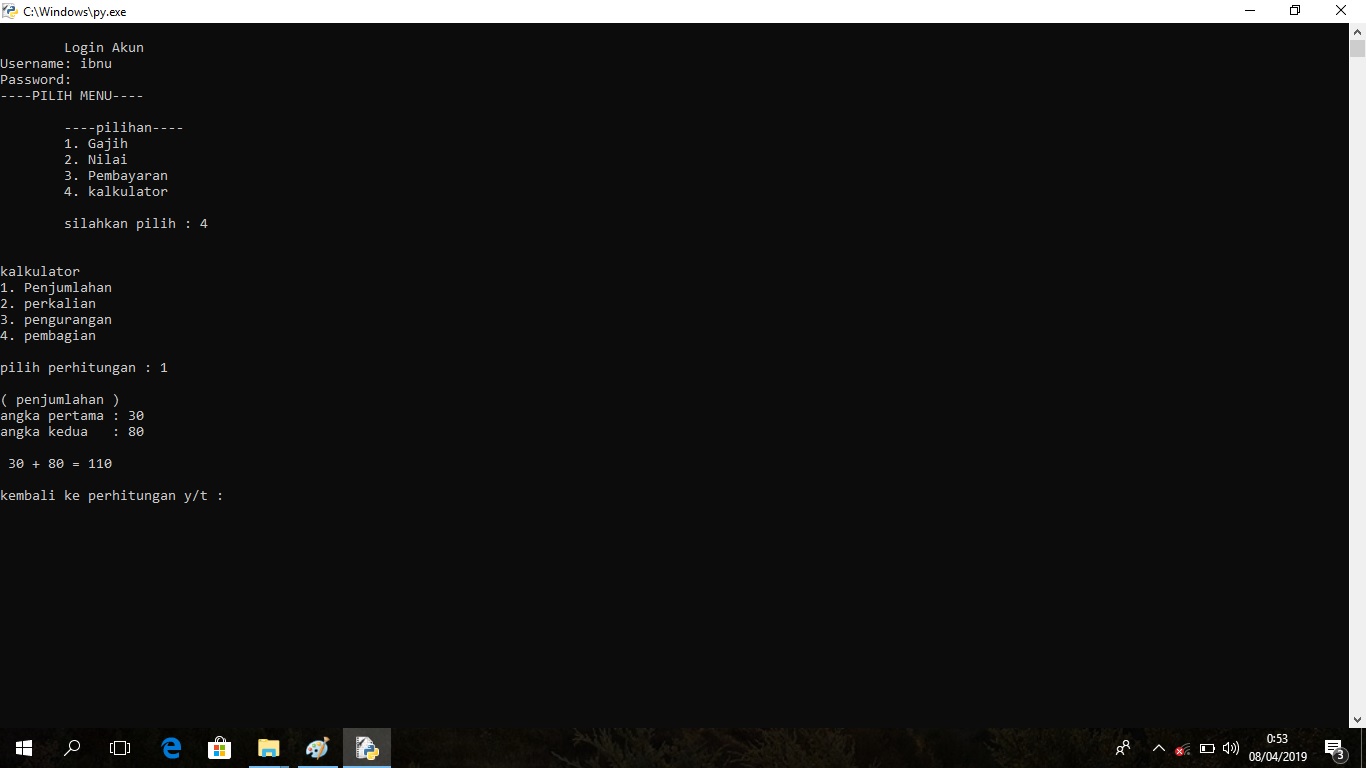 C:\Windows\py.exe
Login Akun
Username: ibnu
Password:
----PILIH MENU----
----pilihan----
1. Gajih
2. Nilai
3. Pembayaran
4. kalkulator
silahkan pilih : 4
kalkulator
1. Penjumlahan
2. perkalian
3. pengurangan
4. pembagian
pilih perhitungan : 1
( penjumlahan )
angka pertama : 30
angka kedua   : 80
30 + 80 = 110
kembali ke perhitungan y/t :
0:53
08/04/2019
3